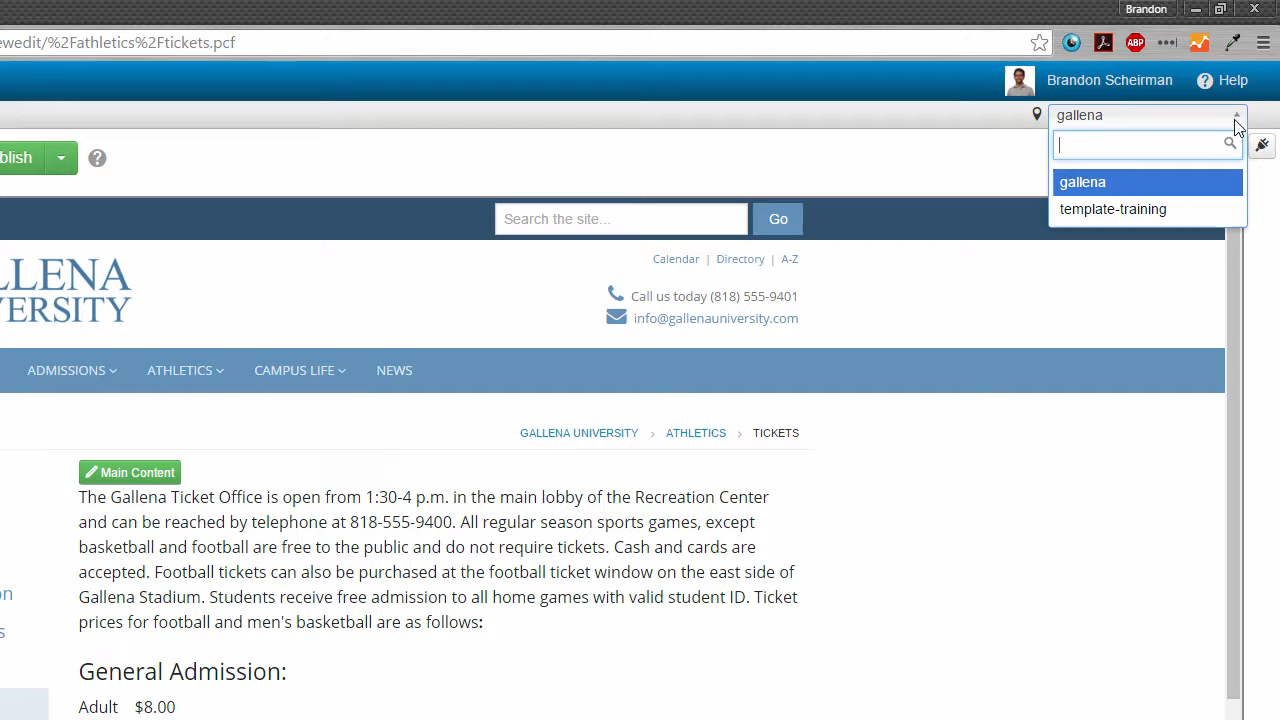 Brandon
ewedit/%2Fathletics%2Ftickets.pcf
ABP
Brandon Scheirman
Help
gallena
gallena
template-training
blish
Search the site...
Go
Calendar | Directory | A-Z
LLENA
VERSITY
Call us today (818) 555-9401
info@gallenauniversity.com
ADMISSIONS ATHLETICS CAMPUS LIFE NEWS
GALLENA UNIVERSITY › ATHLETICS › TICKETS
Main Content
The Gallena Ticket Office is open from 1:30-4 p.m. in the main lobby of the Recreation Center
and can be reached by telephone at 818-555-9400. All regular season sports games, except
basketball and football are free to the public and do not require tickets. Cash and cards are
accepted. Football tickets can also be purchased at the football ticket window on the east side of
on
Gallena Stadium. Students receive free admission to all home games with valid student ID. Ticket
s
prices for football and men's basketball are as follows:
General Admission:
Adult $8.00